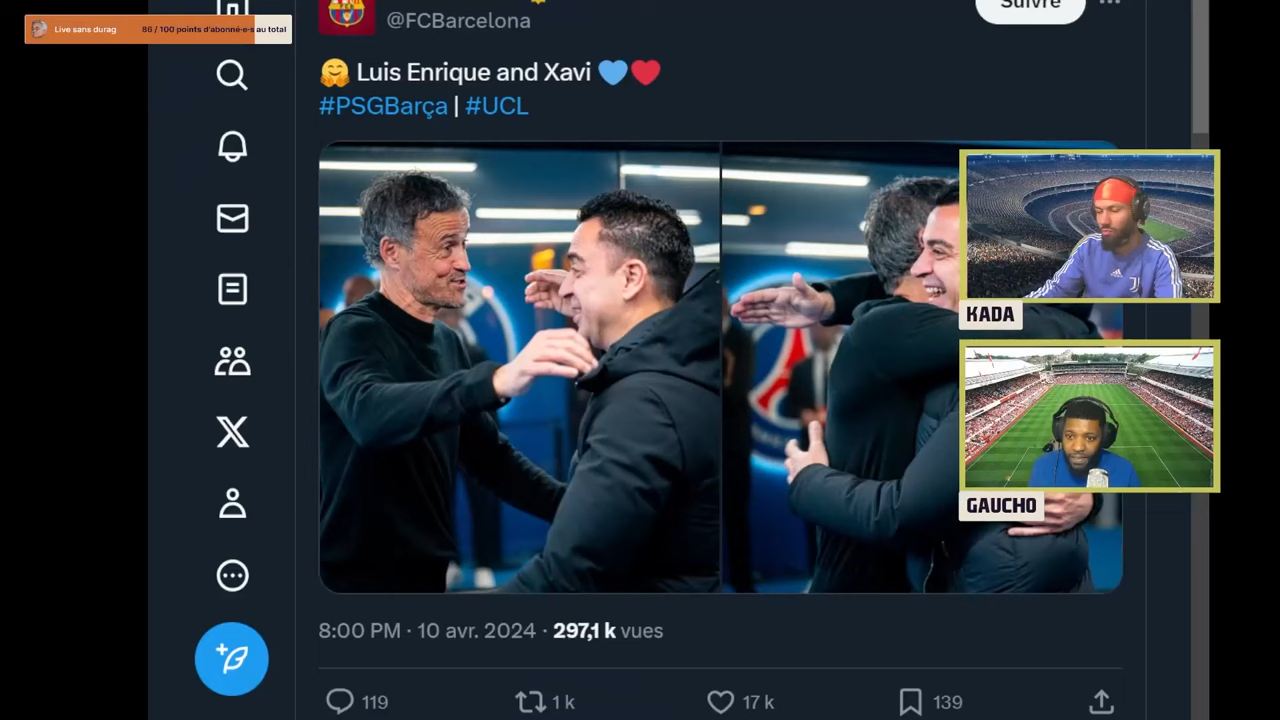 Live sans durag 86 / 100 points d'abonné·e·s au total
Suivre
@FCBarcelona
🤗 Luis Enrique and Xavi 💙❤️
#PSGBarça | #UCL
KADA
GAUCHO
8:00 PM · 10 avr. 2024 · 297,1 k vues
119 1 k 17 k 139